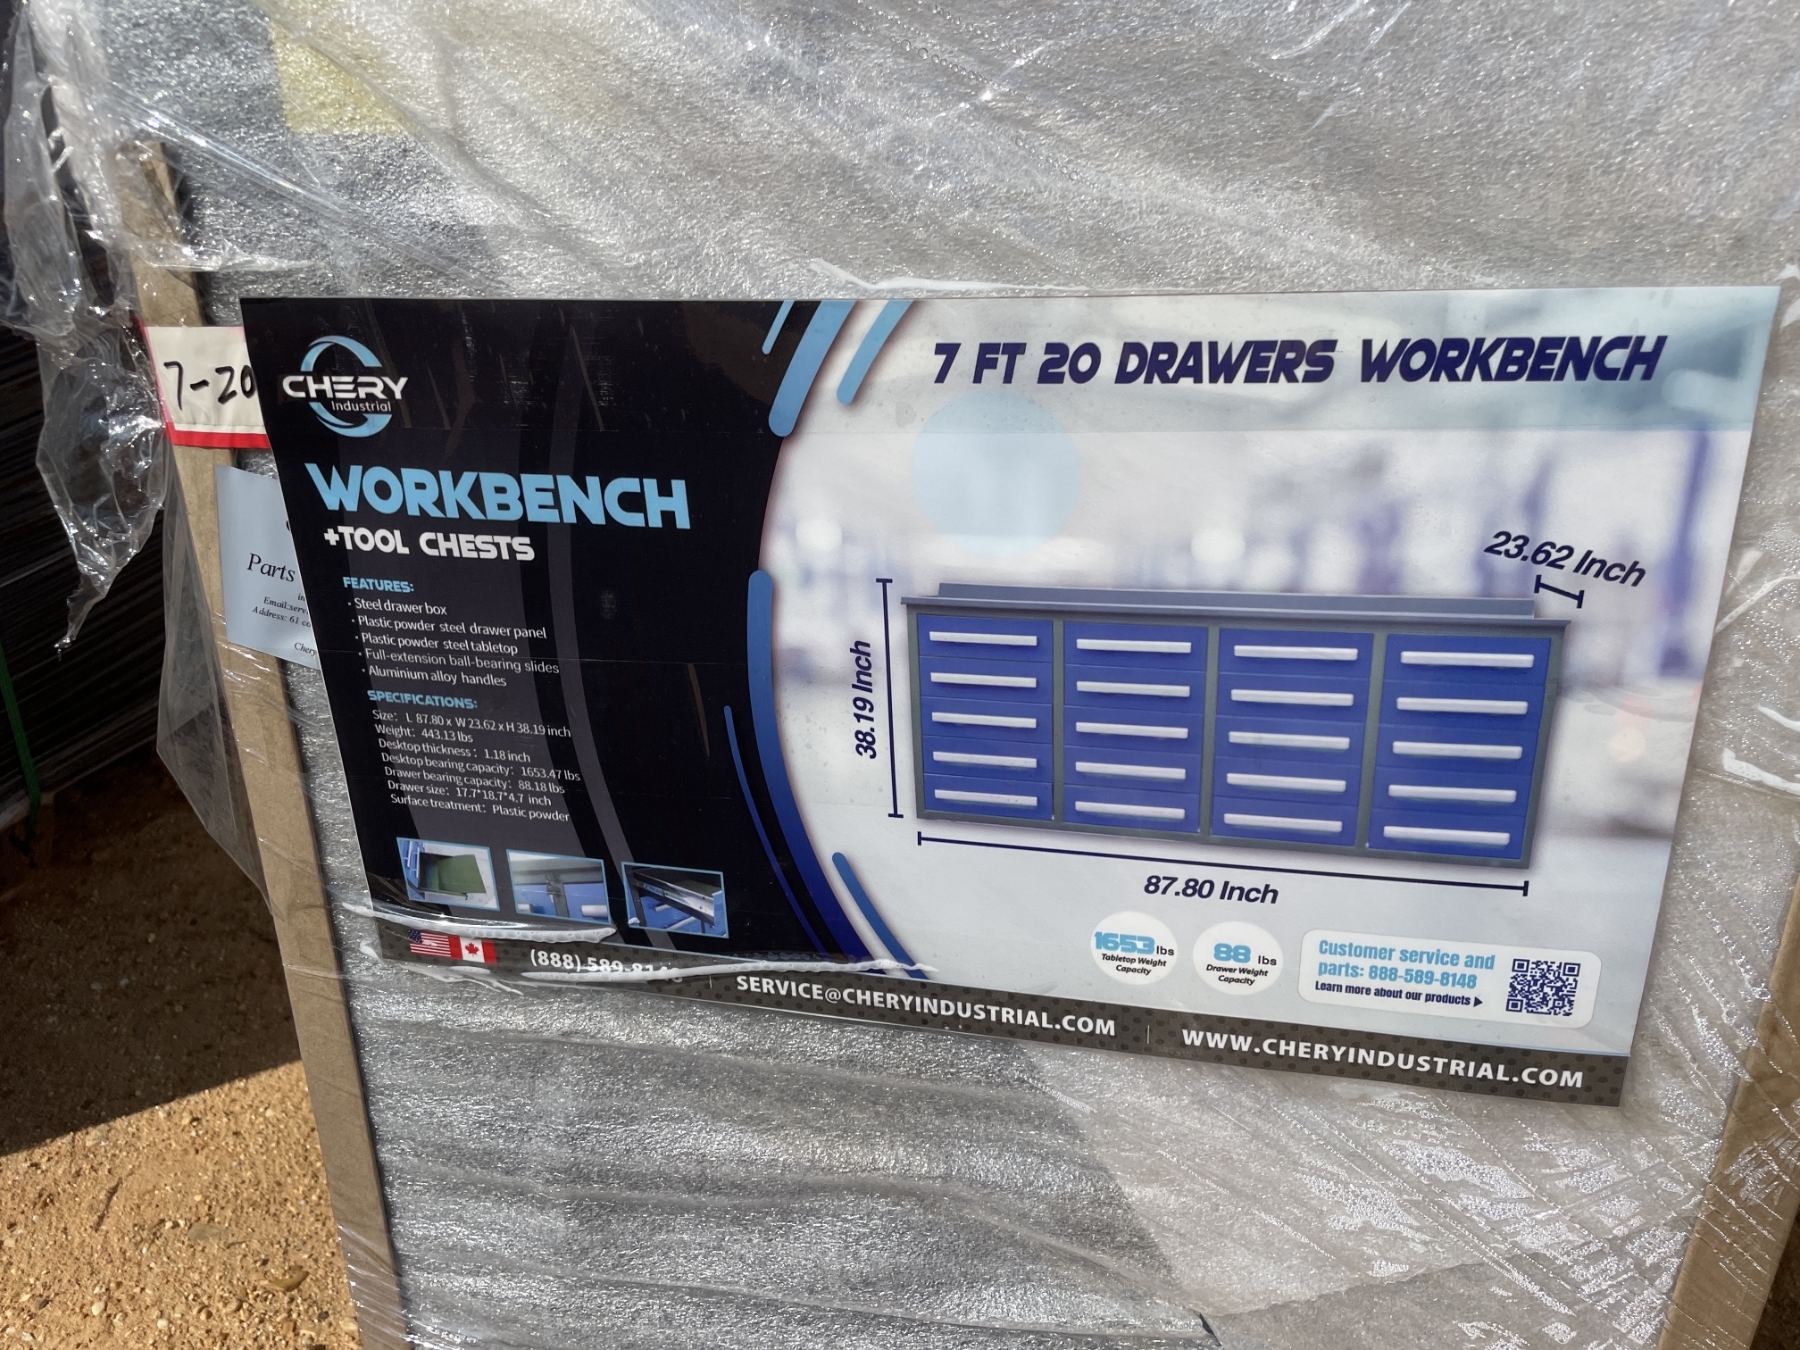 7-20
CHERY
Industrial
WORKBENCH
+TOOL CHESTS
FEATURES:
· Steel drawer box
· Plastic powder steel drawer panel
· Plastic powder steel tabletop
· Full-extension ball-bearing slides
· Aluminium alloy handles
SPECIFICATIONS:
Size: L 87.80 x W 23.62 x H 38.19 inch
Weight: 443.13 lbs
Desktop thickness: 1.18 inch
Desktop bearing capacity: 1653.47 lbs
Drawer bearing capacity: 88.18 lbs
Drawer size: 17.7*18.7*4.7 inch
Surface treatment: Plastic powder
7 FT 20 DRAWERS WORKBENCH
23.62 Inch
38.19 Inch
87.80 Inch
1653 lbs
Tabletop Weight
Capacity
88 lbs
Drawer Weight
Capacity
Customer service and
parts: 888-589-8148
Learn more about our products
(888) 589-8148 | SERVICE@CHERYINDUSTRIAL.COM | WWW.CHERYINDUSTRIAL.COM
Parts
Address: 61
Chery